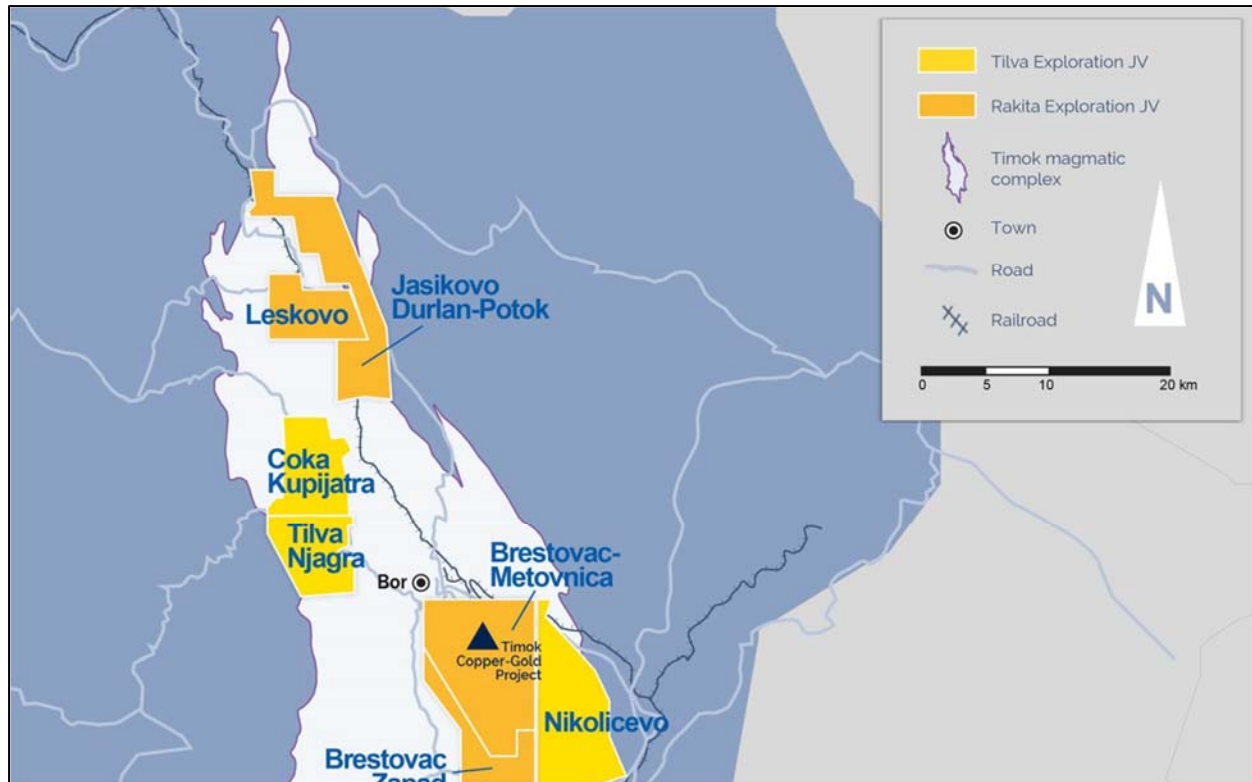 Tilva Exploration JV
Rakita Exploration JV
Timok magmatic
complex
Town
Road
Railroad
N
0 5 10 20 km
Jasikovo
Durlan-Potok
Leskovo
Coka
Kupijatra
Tilva
Njagra
Bor
Brestovac-
Metovnica
Timok
Copper-Gold
Project
Nikolicevo
Brestovac
Zapad